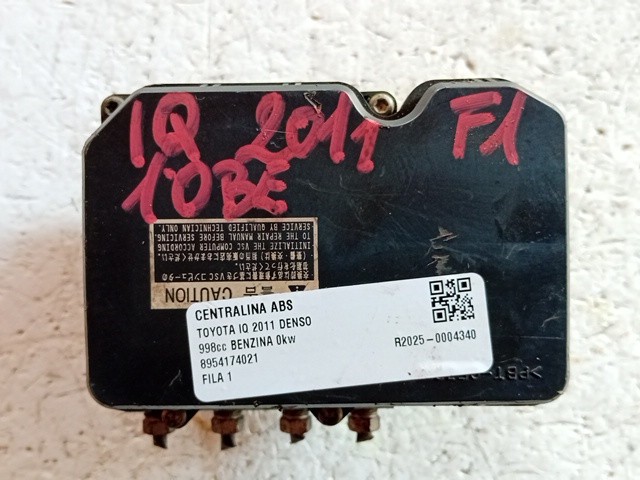 IQ 2011 F1
10BE
CAUTION
INITIALIZE THE VSC COMPUTER ACCORDING
TO THE REPAIR MANUAL BEFORE SERVICING.
SERVICE BY QUALIFIED TECHNICIAN ONLY.
CENTRALINA ABS
TOYOTA IQ 2011 DENSO
998cc BENZINA 0kw
8954174021
FILA 1
R2025-0004340